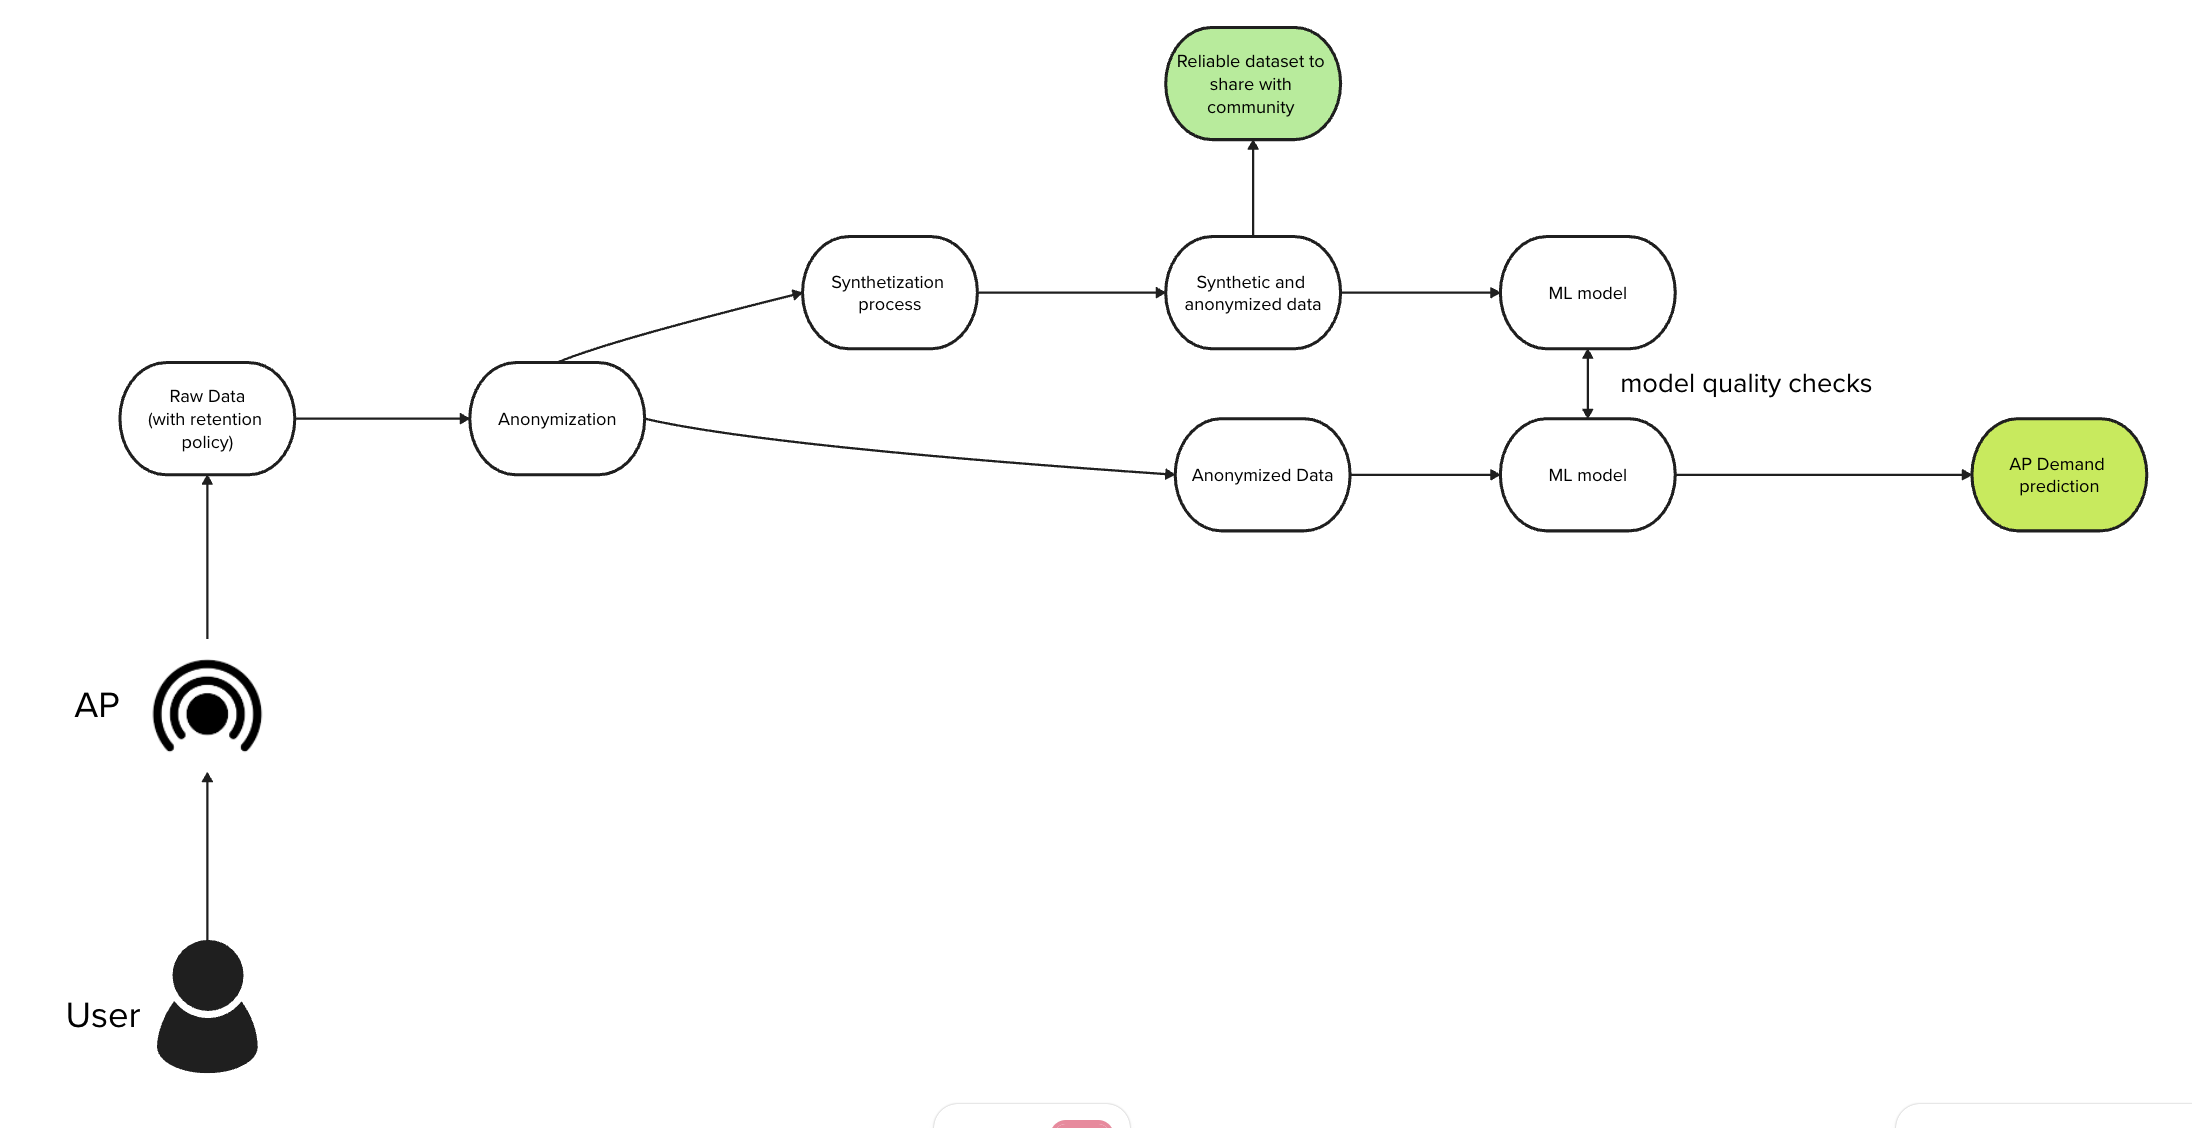 Reliable dataset to
share with
community
Synthetization
process
Synthetic and
anonymized data
ML model
model quality checks
Raw Data
(with retention
policy)
Anonymization
Anonymized Data
ML model
AP Demand
prediction
AP
User